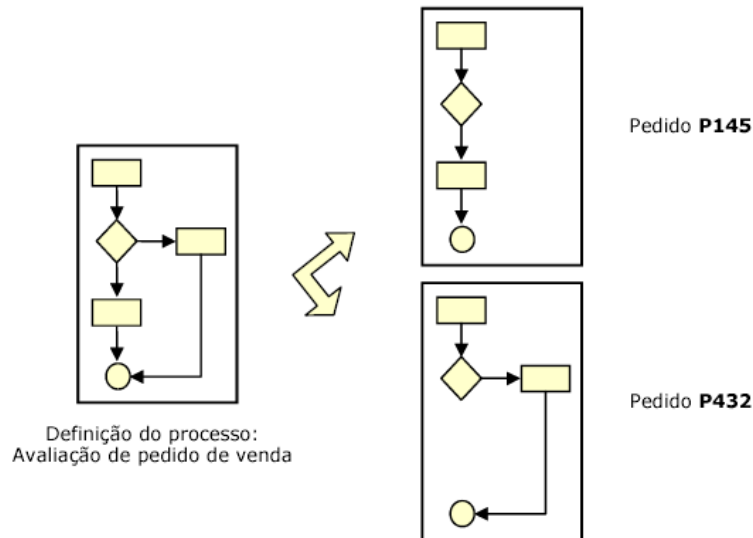 Pedido P145
Definição do processo:
Avaliação de pedido de venda
Pedido P432